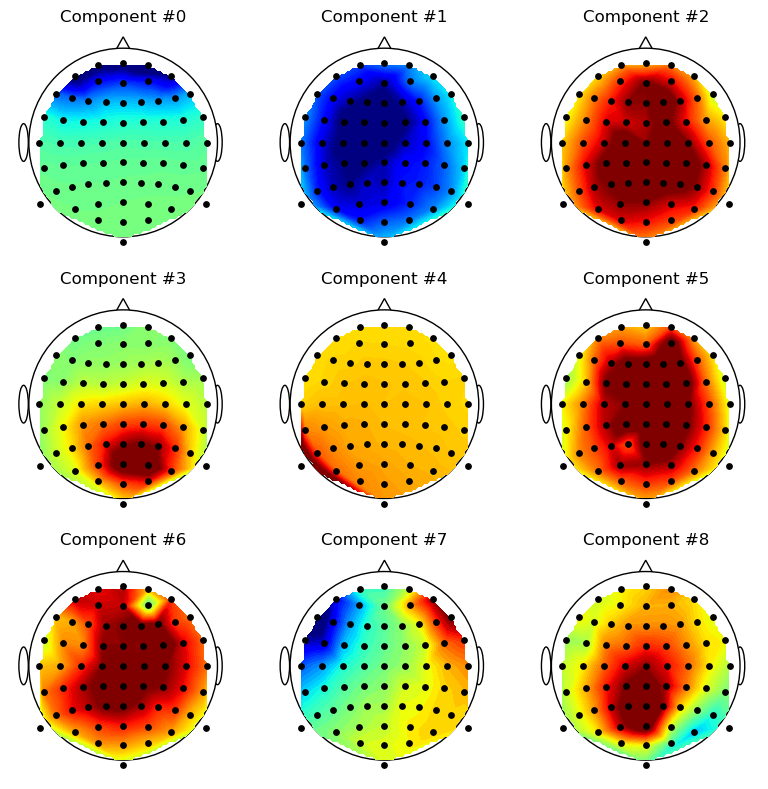 Component #0
Component #1
Component #2
Component #3
Component #4
Component #5
Component #6
Component #7
Component #8